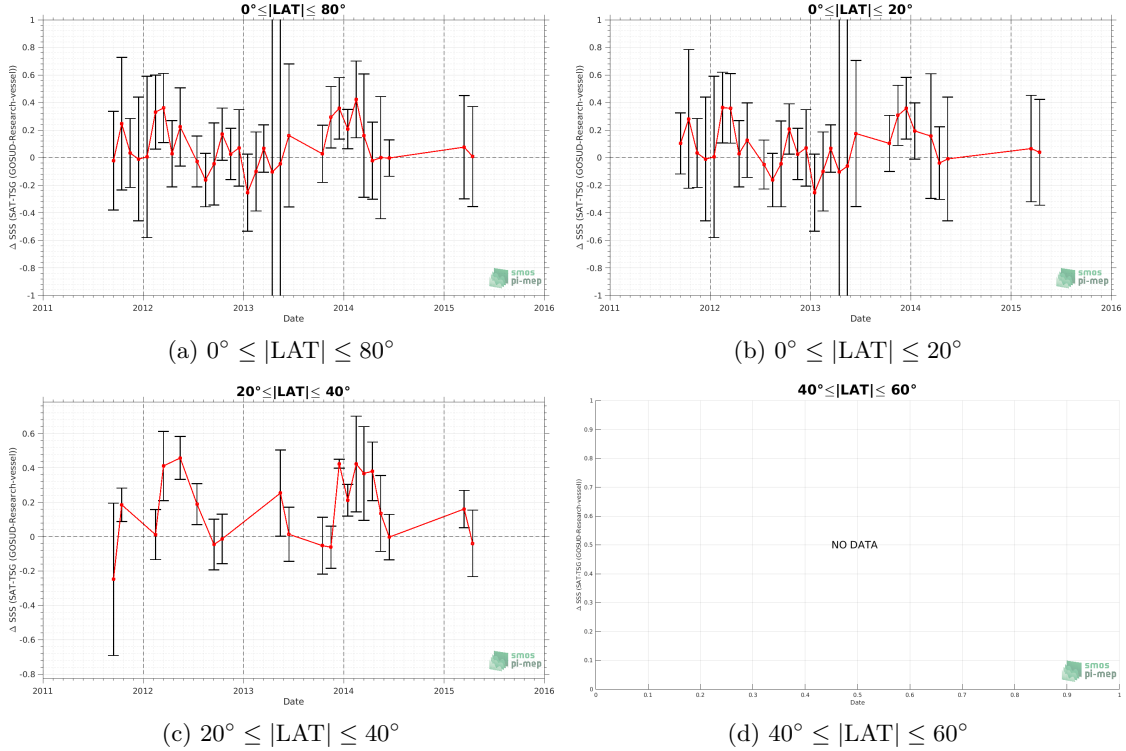 0°≤|LAT|≤ 80°
Δ SSS (SAT-TSG (GOSUD-Research-vessel))
1
0.8
0.6
0.4
0.2
0
-0.2
-0.4
-0.6
-0.8
-1
2011
2012
2013
2014
2015
2016
Date
smos
pi-mep
(a) 0° ≤ |LAT| ≤ 80°
0°≤|LAT|≤ 20°
Δ SSS (SAT-TSG (GOSUD-Research-vessel))
1
0.8
0.6
0.4
0.2
0
-0.2
-0.4
-0.6
-0.8
-1
2011
2012
2013
2014
2015
2016
Date
smos
pi-mep
(b) 0° ≤ |LAT| ≤ 20°
20°≤|LAT|≤ 40°
Δ SSS (SAT-TSG (GOSUD-Research-vessel))
0.6
0.4
0.2
0
-0.2
-0.4
-0.6
-0.8
2011
2012
2013
2014
2015
2016
Date
smos
pi-mep
(c) 20° ≤ |LAT| ≤ 40°
40°≤|LAT|≤ 60°
Δ SSS (SAT-TSG (GOSUD-Research-vessel))
1
0.9
0.8
0.7
0.6
0.5
0.4
0.3
0.2
0.1
0
NO DATA
0
0.1
0.2
0.3
0.4
0.5
0.6
0.7
0.8
0.9
1
Date
smos
pi-mep
(d) 40° ≤ |LAT| ≤ 60°